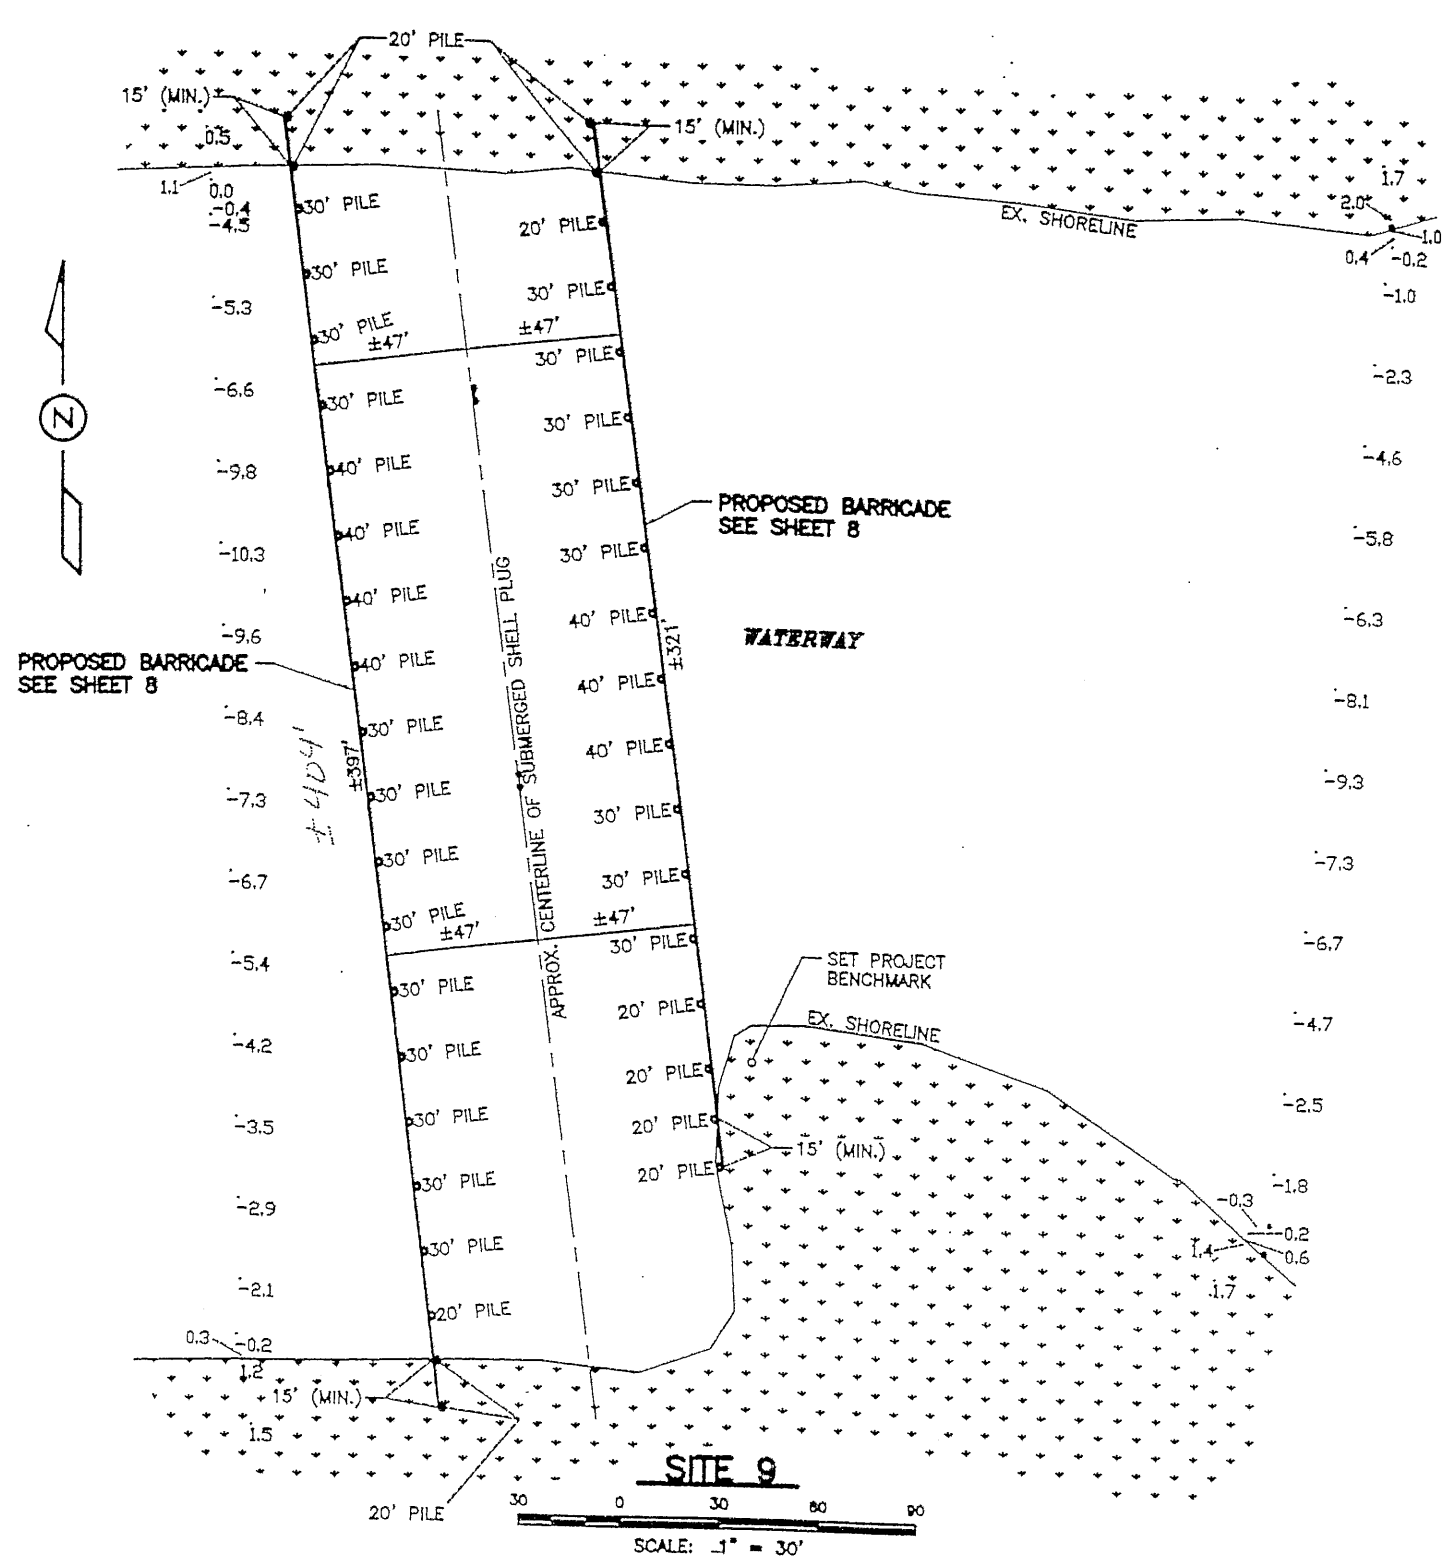 20' PILE
15' (MIN.)
15' (MIN.)
0.5
1.1
0.0
-0.4
-4.5
30' PILE
20' PILE
EX. SHORELINE
1.7
2.0
1.0
0.4
-0.2
-1.0
30' PILE
30' PILE
-5.3
30' PILE
±47'
±47'
30' PILE
-2.3
-6.6
30' PILE
30' PILE
N
-9.8
40' PILE
30' PILE
-4.6
PROPOSED BARRICADE
SEE SHEET 8
-10.3
40' PILE
30' PILE
-5.8
40' PILE
40' PILE
-6.3
-9.6
WATERWAY
±321'
PROPOSED BARRICADE
SEE SHEET 8
40' PILE
40' PILE
-8.1
-8.4
30' PILE
40' PILE
±404'
±397'
APPROX. CENTERLINE OF SUBMERGED SHELL PLUG
-7.3
30' PILE
30' PILE
-9.3
-6.7
30' PILE
30' PILE
-7.3
30' PILE
±47'
±47'
30' PILE
-6.7
-5.4
30' PILE
20' PILE
SET PROJECT
BENCHMARK
EX. SHORELINE
-4.7
-4.2
30' PILE
20' PILE
-3.5
30' PILE
20' PILE
-2.5
15' (MIN.)
20' PILE
-2.9
30' PILE
-1.8
-0.3
-0.2
1.4
0.6
1.7
30' PILE
-2.1
20' PILE
0.3
-0.2
1.2
15' (MIN.)
1.5
20' PILE
SITE 9
30 0 30 60 90
SCALE: 1" = 30'